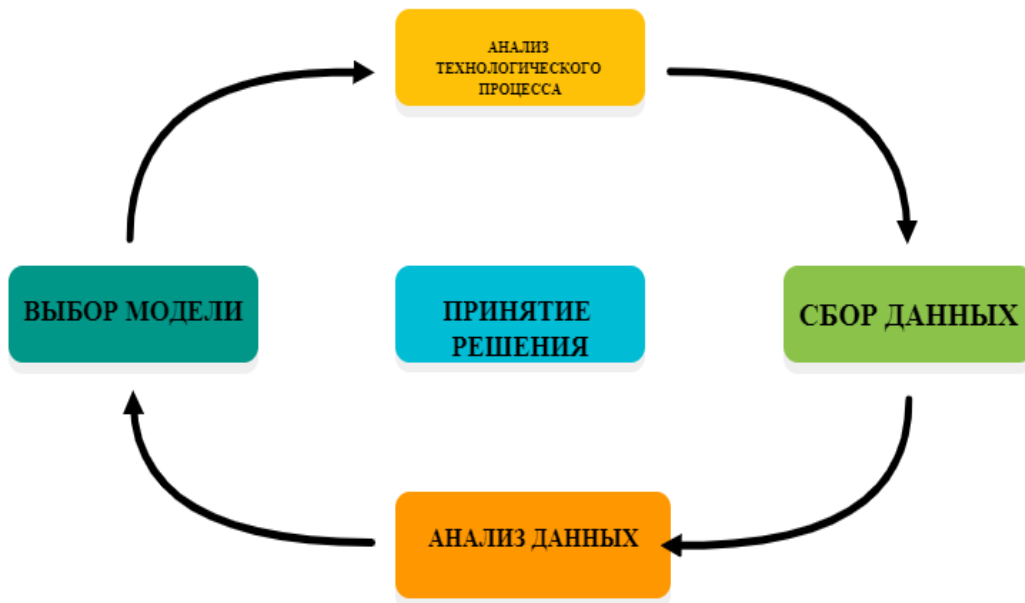 АНАЛИЗ
ТЕХНОЛОГИЧЕСКОГО
ПРОЦЕССА
ВЫБОР МОДЕЛИ
ПРИНЯТИЕ
РЕШЕНИЯ
СБОР ДАННЫХ
АНАЛИЗ ДАННЫХ